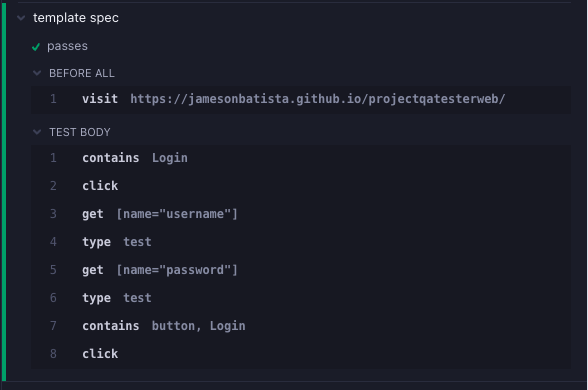 template spec
passes
BEFORE ALL
1 visit https://jamesonbatista.github.io/projectqatesterweb/
TEST BODY
1 contains Login
2 click
3 get [name="username"]
4 type test
5 get [name="password"]
6 type test
7 contains button, Login
8 click